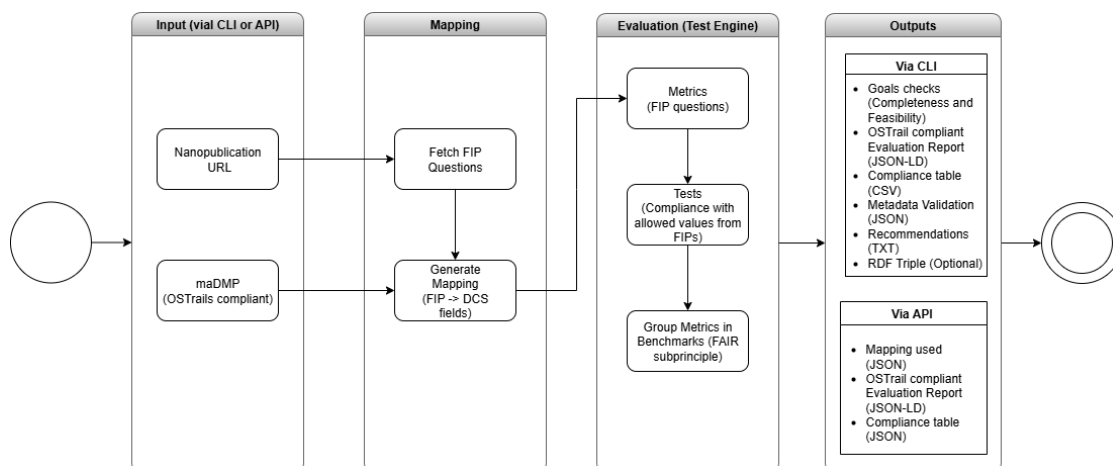 Input (vial CLI or API)
Nanopublication
URL
maDMP
(OSTrails compliant)
Mapping
Fetch FIP
Questions
Generate
Mapping
(FIP -> DCS
fields)
Evaluation (Test Engine)
Metrics
(FIP questions)
Tests
(Compliance with
allowed values from
FIPs)
Group Metrics in
Benchmarks (FAIR
subprinciple)
Outputs
Via CLI
• Goals checks
(Completeness and
Feasibility)
• OSTrail compliant
Evaluation Report
(JSON-LD)
• Compliance table
(CSV)
• Metadata Validation
(JSON)
• Recommendations
(TXT)
• RDF Triple (Optional)
Via API
• Mapping used
(JSON)
• OSTrail compliant
Evaluation Report
(JSON-LD)
• Compliance table
(JSON)